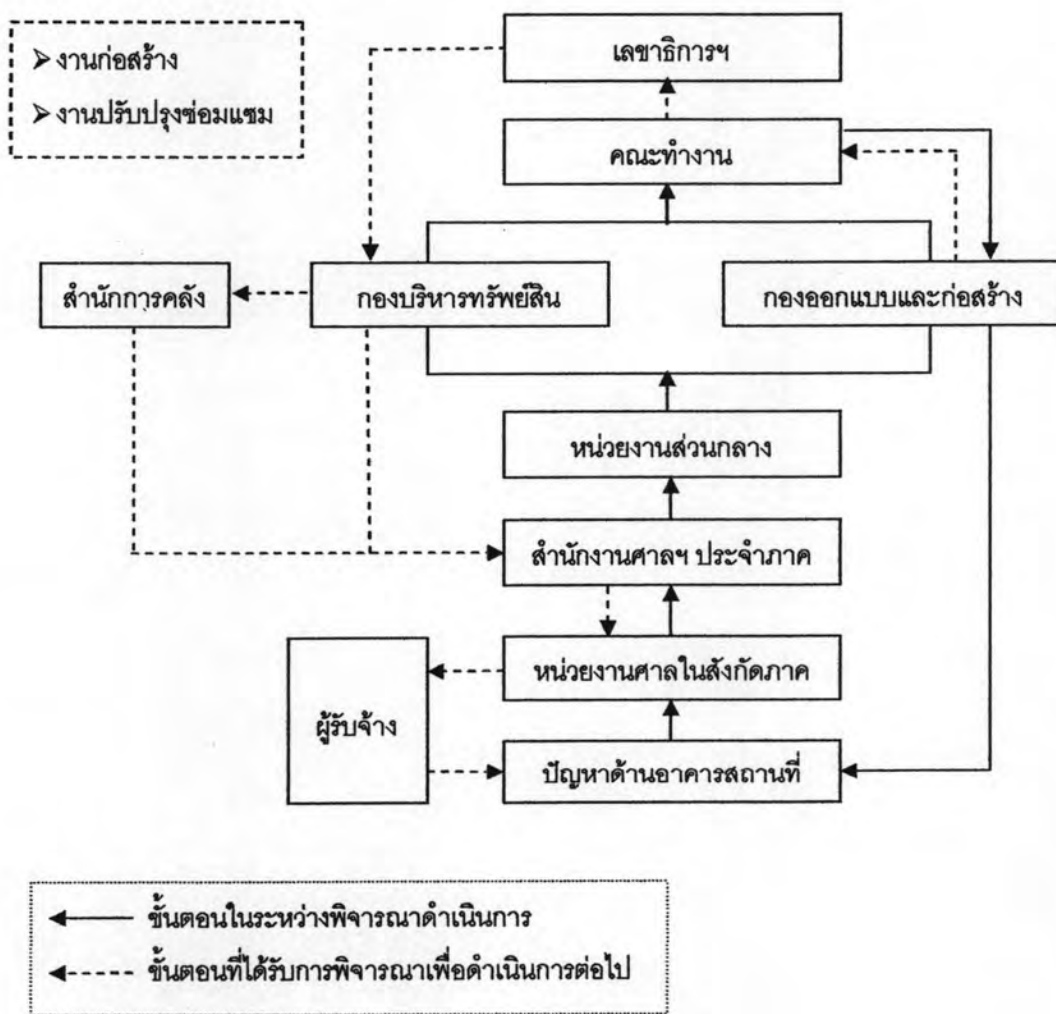 ➢ งานก่อสร้าง
➢ งานปรับปรุงซ่อมแซม
เลขาธิการฯ
คณะทำงาน
สำนักการคลัง
กองบริหารทรัพย์สิน
กองออกแบบและก่อสร้าง
หน่วยงานส่วนกลาง
สำนักงานศาลฯ ประจำภาค
หน่วยงานศาลในสังกัดภาค
ผู้รับจ้าง
ปัญหาด้านอาคารสถานที่
ขั้นตอนในระหว่างพิจารณาดำเนินการ
ขั้นตอนที่ได้รับการพิจารณาเพื่อดำเนินการต่อไป